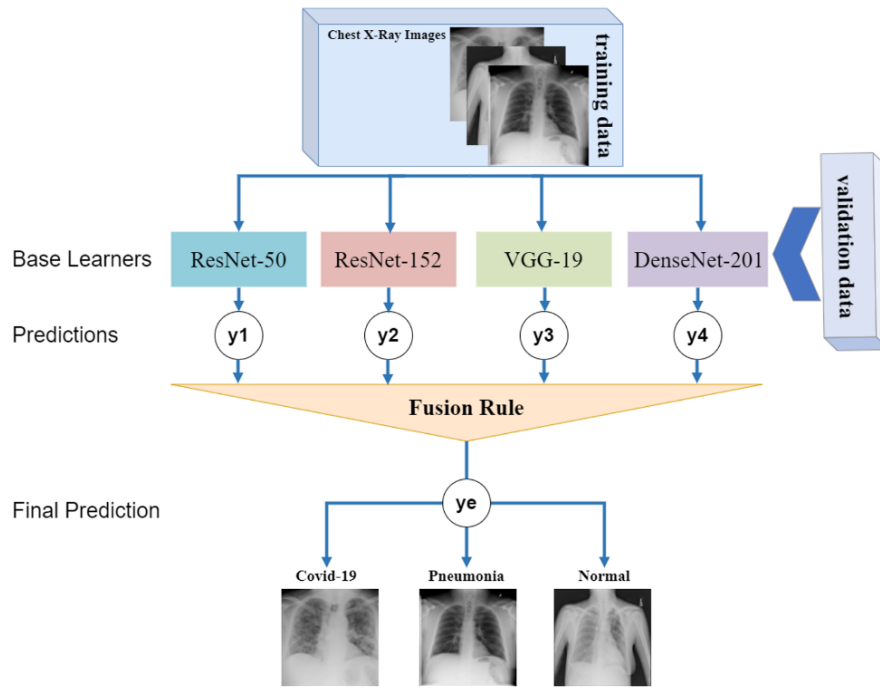 Chest X-Ray Images
training data
validation data
Base Learners
ResNet-50
ResNet-152
VGG-19
DenseNet-201
Predictions
y1
y2
y3
y4
Fusion Rule
Final Prediction
ye
Covid-19
Pneumonia
Normal